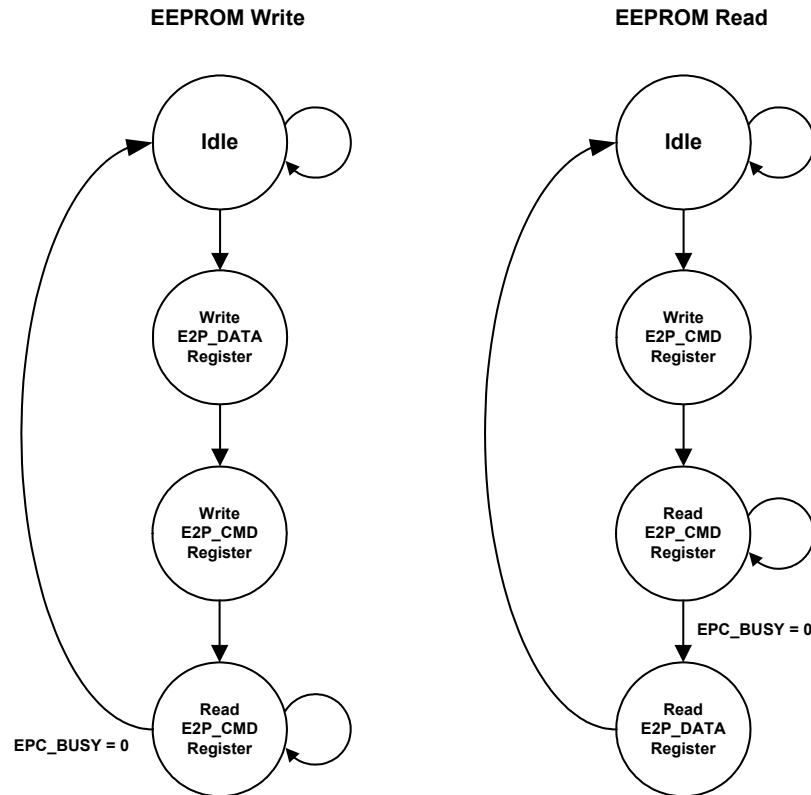 EEPROM Write
Idle
Write
E2P_DATA
Register
Write
E2P_CMD
Register
Read
E2P_CMD
Register
EPC_BUSY = 0
EEPROM Read
Idle
Write
E2P_CMD
Register
Read
E2P_CMD
Register
EPC_BUSY = 0
Read
E2P_DATA
Register